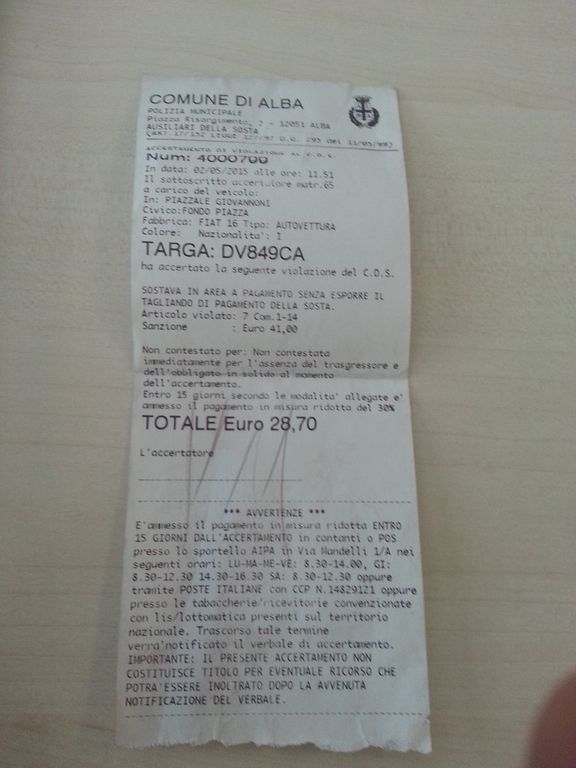 COMUNE DI ALBA
POLIZIA MUNICIPALE
Piazza Risorgimento, 2 - 12051 ALBA
AUSILIARI DELLA SOSTA
(ART.17/132 LEGGE 127/97 D.G. 293 del 11/05/99)
ACCERTAMENTO DI VIOLAZIONE AL C.D.S.
Num: 4000700
In data: 02/05/2015 alle ore: 11.51
Il sottoscritto accertatore matr.65
a carico del veicolo:
In: PIAZZALE GIOVANNONI
Civico:FONDO PIAZZA
Fabbrica: FIAT 16 Tipo: AUTOVETTURA
Colore: Nazionalita': I
TARGA: DV849CA
ha accertato la seguente violazione del C.D.S.
SOSTAVA IN AREA A PAGAMENTO SENZA ESPORRE IL
TAGLIANDO DI PAGAMENTO DELLA SOSTA.
Articolo violato: 7 Com.1-14
Sanzione : Euro 41,00
Non contestato per: Non contestata
immediatamente per l'assenza del trasgressore e
dell'obbligato in solido al momento
dell'accertamento.
Entro 15 giorni secondo le modalita' allegate e'
ammesso il pagamento in misura ridotta del 30%
TOTALE Euro 28,70
L'accertatore
*** AVVERTENZE ***
E'ammesso il pagamento in misura ridotta ENTRO
15 GIORNI DALL'ACCERTAMENTO in contanti o POS
presso lo sportello AIPA in Via Mandelli 1/A nei
seguenti orari: LU-MA-ME-VE: 8.30-14.00, GI:
8.30-12.30 14.30-16.30 SA: 8.30-12.30 oppure
tramite POSTE ITALIANE con CCP N.14829121 oppure
presso le tabaccherie/ricevitorie convenzionate
con lis/lottomatica presenti sul territorio
nazionale. Trascorso tale termine
verra'notificato il verbale di accertamento.
IMPORTANTE: IL PRESENTE ACCERTAMENTO NON
COSTITUISCE TITOLO PER EVENTUALE RICORSO CHE
POTRA'ESSERE INOLTRATO DOPO LA AVVENUTA
NOTIFICAZIONE DEL VERBALE.